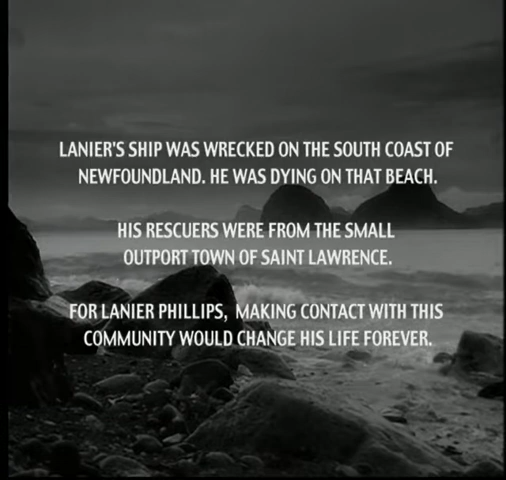 LANIER'S SHIP WAS WRECKED ON THE SOUTH COAST OF
NEWFOUNDLAND. HE WAS DYING ON THAT BEACH.
HIS RESCUERS WERE FROM THE SMALL
OUTPORT TOWN OF SAINT LAWRENCE.
FOR LANIER PHILLIPS, MAKING CONTACT WITH THIS
COMMUNITY WOULD CHANGE HIS LIFE FOREVER.